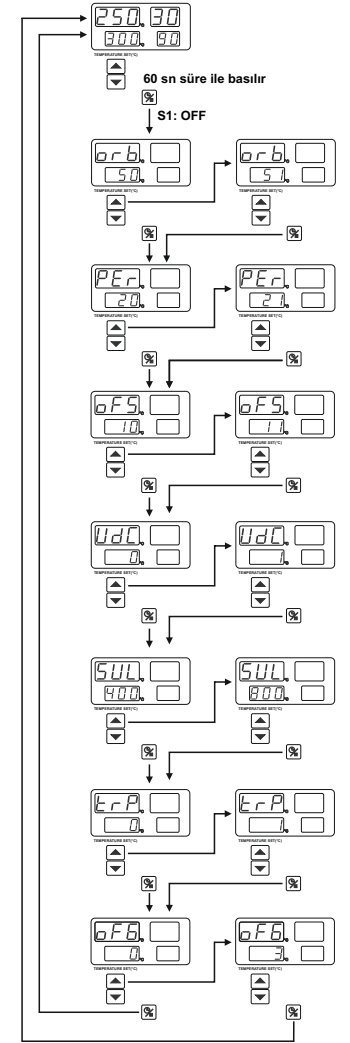 250 30
300 90
TEMPERATURE SET(°C)
60 sn süre ile basılır
S1: OFF
orb orb
50 51
TEMPERATURE SET(°C) TEMPERATURE SET(°C)
PEr PEr
20 21
TEMPERATURE SET(°C) TEMPERATURE SET(°C)
oFS oFS
10 11
TEMPERATURE SET(°C) TEMPERATURE SET(°C)
UdC UdC
0 1
TEMPERATURE SET(°C) TEMPERATURE SET(°C)
SUL SUL
400 800
TEMPERATURE SET(°C) TEMPERATURE SET(°C)
trP trP
0 1
TEMPERATURE SET(°C) TEMPERATURE SET(°C)
oF6 oF6
0 3
TEMPERATURE SET(°C) TEMPERATURE SET(°C)